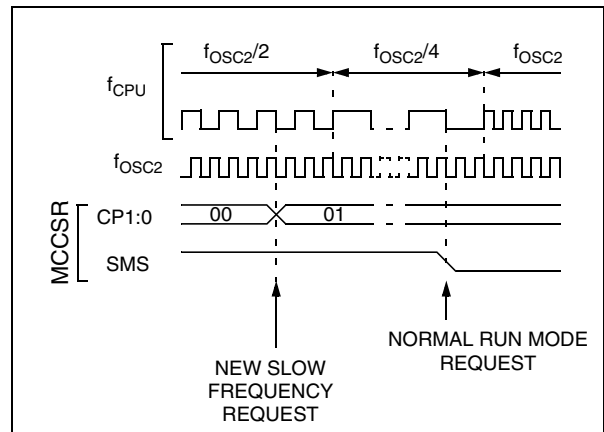 fOSC2/2 fOSC2/4 fOSC2
fCPU
fOSC2
MCCSR
CP1:0 00 01
SMS
NEW SLOW
FREQUENCY
REQUEST
NORMAL RUN MODE
REQUEST